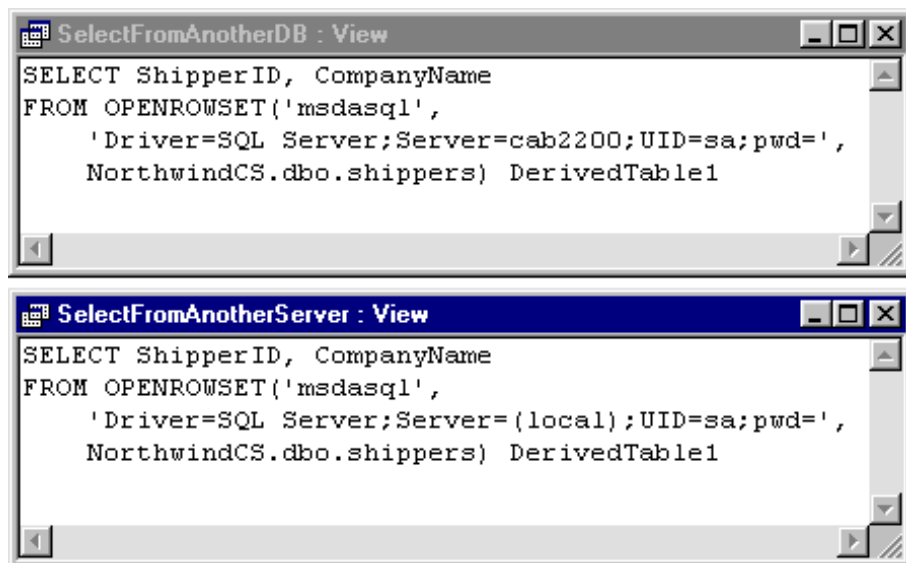 SelectFromAnotherDB : View
SELECT ShipperID, CompanyName
FROM OPENROWSET('msdasql',
'Driver=SQL Server;Server=cab2200;UID=sa;pwd=',
NorthwindCS.dbo.shippers) DerivedTable1
SelectFromAnotherServer : View
SELECT ShipperID, CompanyName
FROM OPENROWSET('msdasql',
'Driver=SQL Server;Server=(local);UID=sa;pwd=',
NorthwindCS.dbo.shippers) DerivedTable1